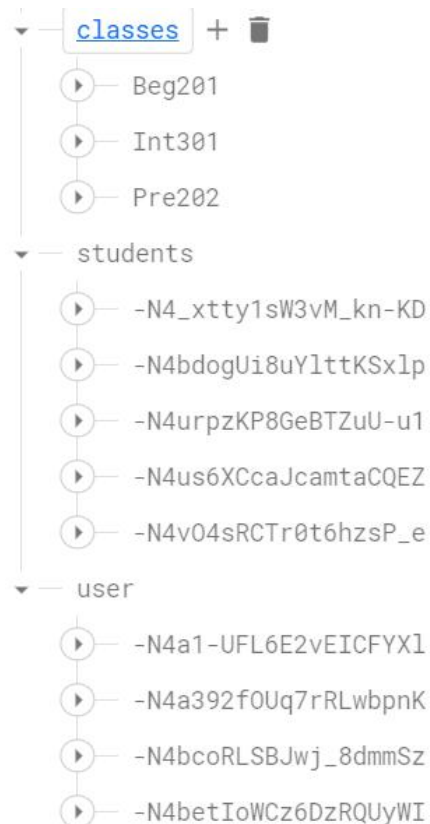 classes
Beg201
Int301
Pre202
students
-N4_xtty1sW3vM_kn-KD
-N4bdogUi8uYlttKSxlp
-N4urpzKP8GeBTZuU-u1
-N4us6XCcaJcamtaCQEZ
-N4vO4sRCTr0t6hzsP_e
user
-N4a1-UFL6E2vEICFYXl
-N4a392fOUq7rRLwbpnK
-N4bcoRLSBJwj_8dmmSz
-N4betIoWCz6DzRQUyWI